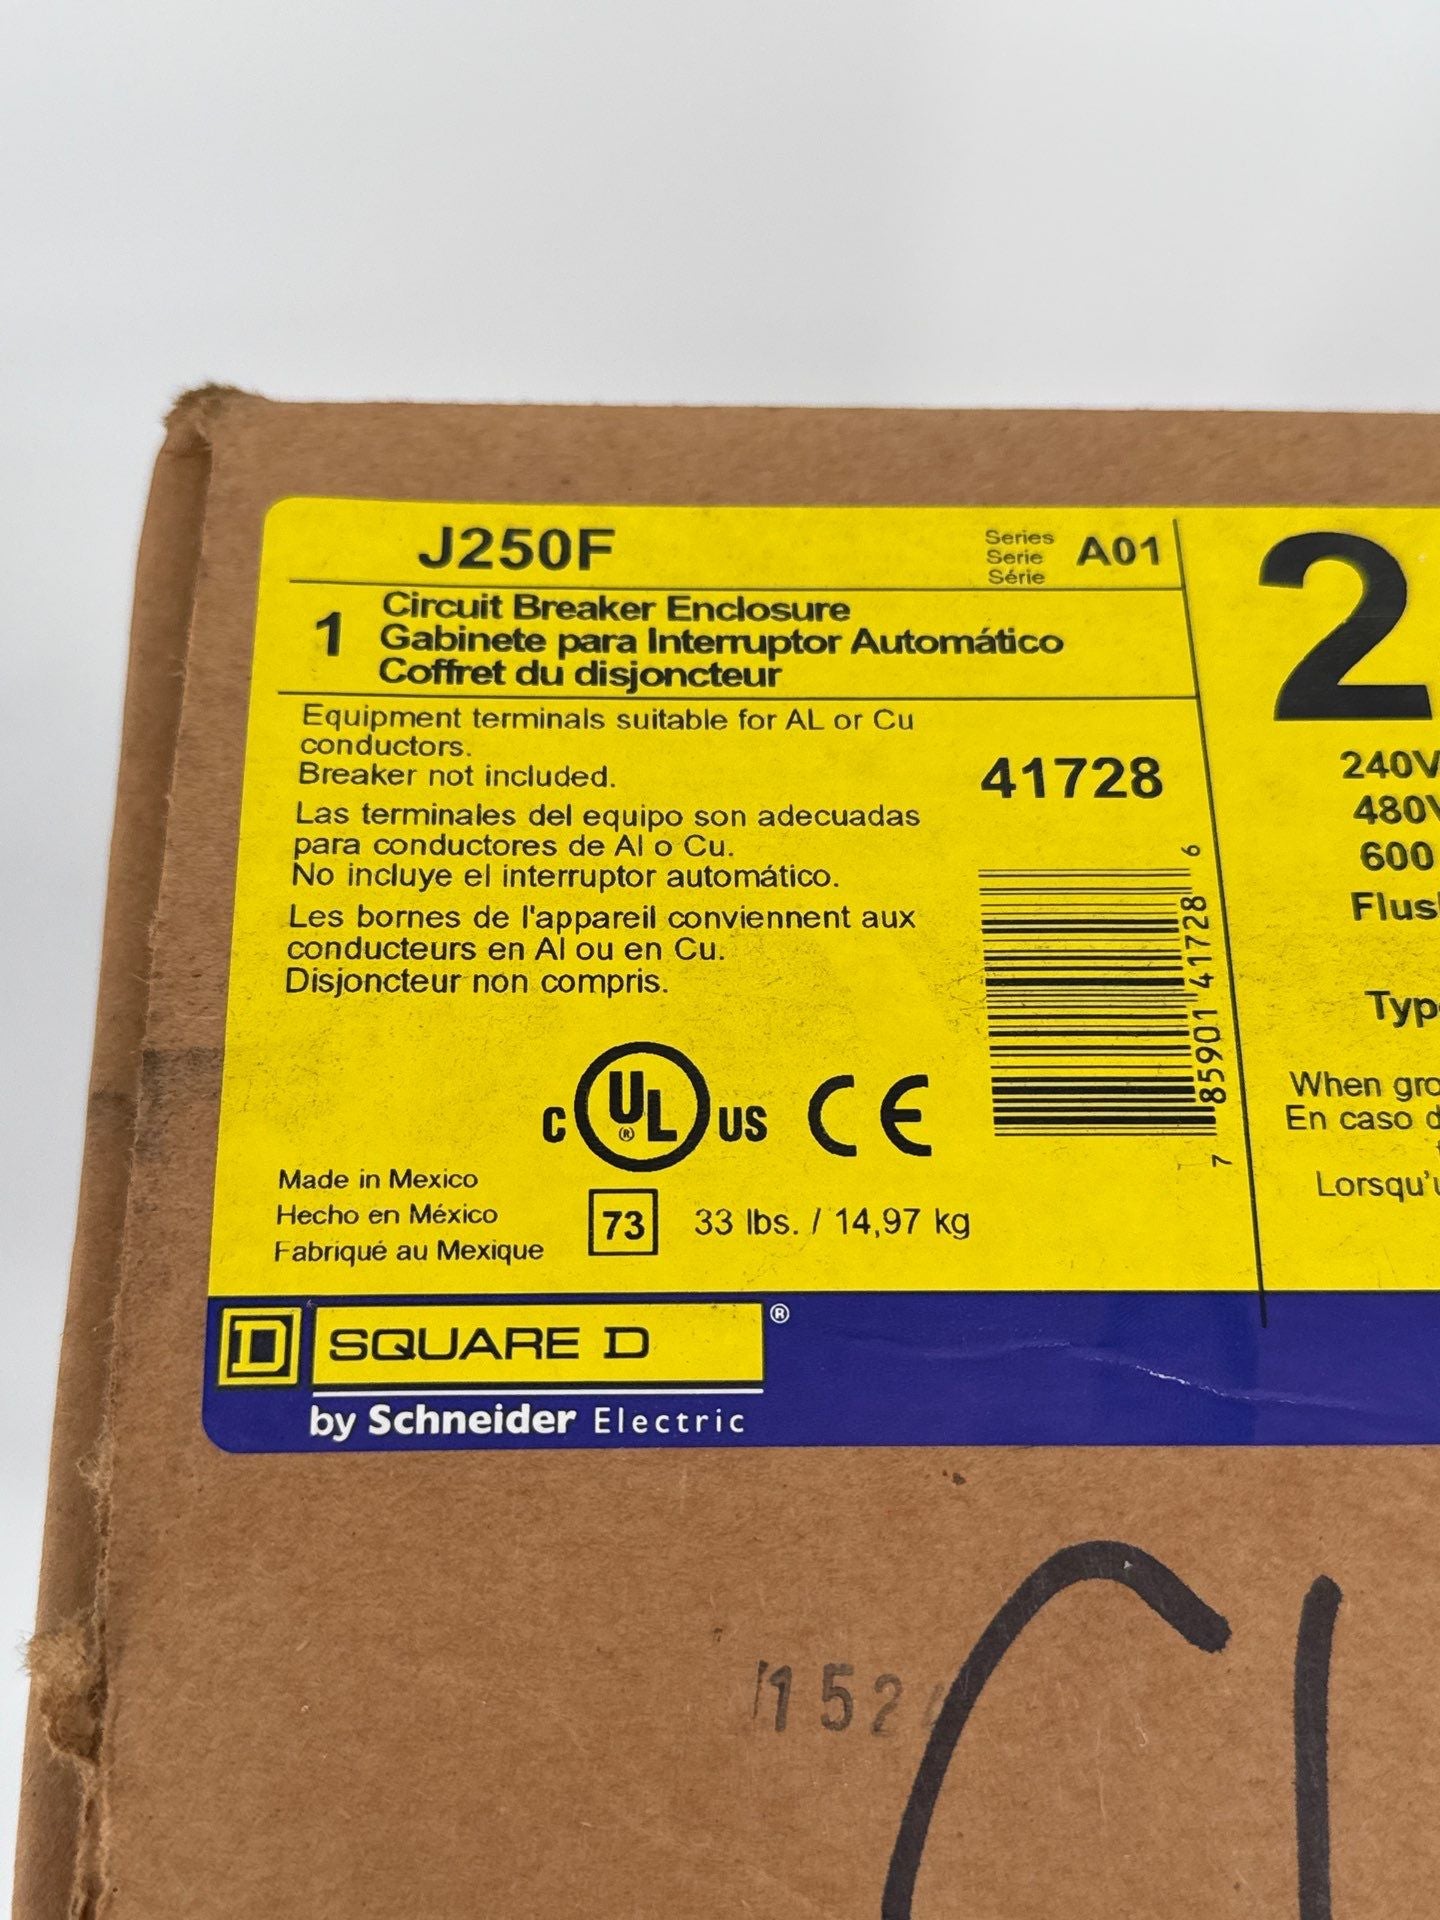 J250F
Series
Serie
Série
A01
1
Circuit Breaker Enclosure
Gabinete para Interruptor Automático
Coffret du disjoncteur
Equipment terminals suitable for AL or Cu
conductors.
Breaker not included.
Las terminales del equipo son adecuadas
para conductores de Al o Cu.
No incluye el interruptor automático.
Les bornes de l'appareil conviennent aux
conducteurs en Al ou en Cu.
Disjoncteur non compris.
41728
7 85901 41728 6
C UL ® US CE
Made in Mexico
Hecho en México
Fabriqué au Mexique
73
33 lbs. / 14,97 kg
2
240V
480V
600
When
En caso
D SQUARE D ®
by Schneider Electric
152